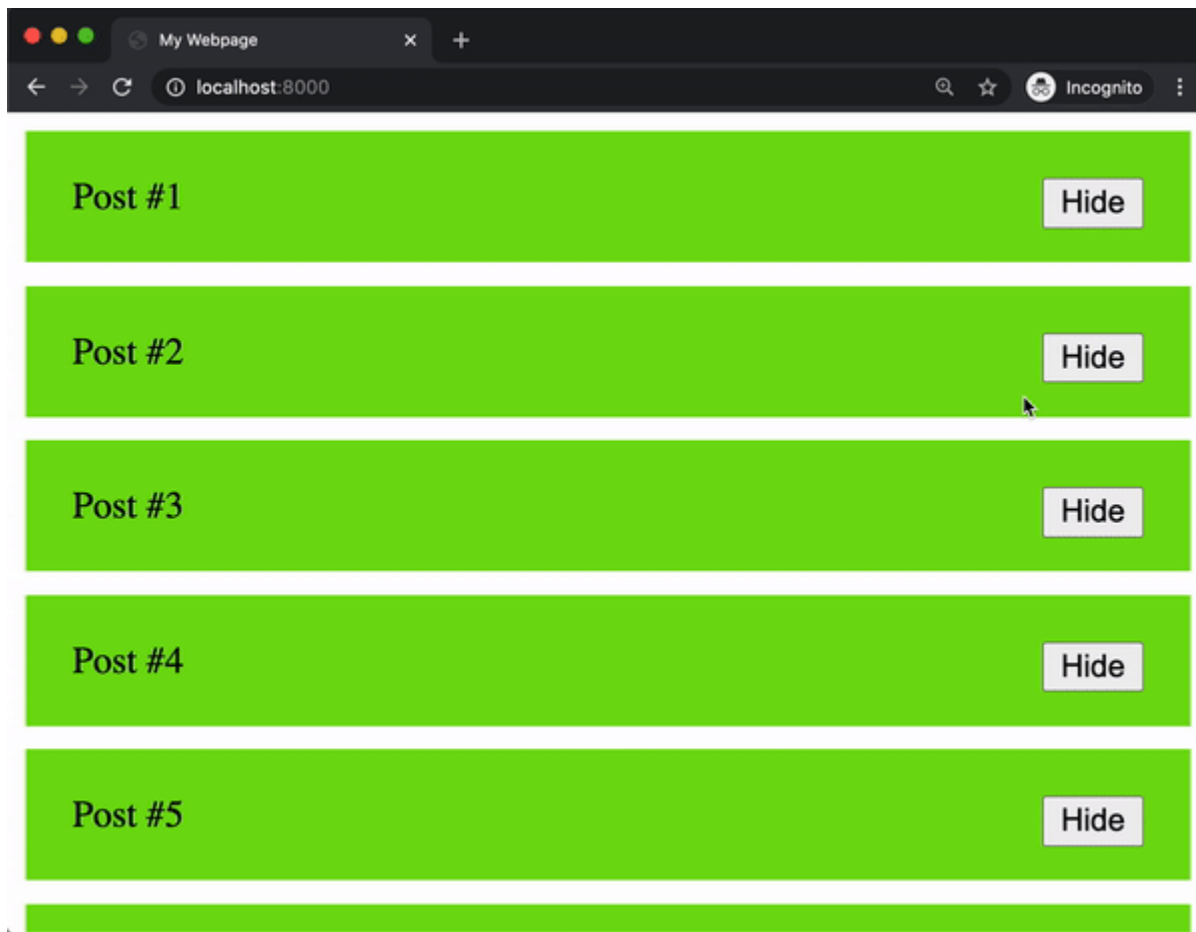 My Webpage
localhost:8000
Incognito
Post #1 Hide
Post #2 Hide
Post #3 Hide
Post #4 Hide
Post #5 Hide